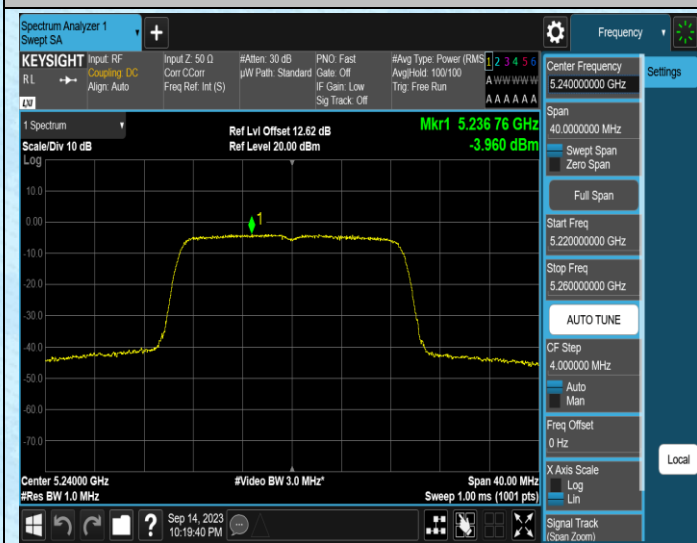 Spectrum Analyzer 1
Swept SA
+
Frequency
KEYSIGHT
RL
LXI
Input: RF
Coupling: DC
Align: Auto
Input Z: 50 Ω
Corr CCorr
Freq Ref: Int (S)
#Atten: 30 dB
µW Path: Standard
PNO: Fast
Gate: Off
IF Gain: Low
Sig Track: Off
#Avg Type: Power (RMS
Avg|Hold: 100/100
Trig: Free Run
1 2 3 4 5 6
A W W W W W
A A A A A A
1 Spectrum
Scale/Div 10 dB
Log
Ref Lvl Offset 12.62 dB
Ref Level 20.00 dBm
Mkr1 5.236 76 GHz
-3.960 dBm
1
10.0
0.00
-10.0
-20.0
-30.0
-40.0
-50.0
-60.0
-70.0
Center 5.24000 GHz
#Res BW 1.0 MHz
#Video BW 3.0 MHz*
Span 40.00 MHz
Sweep 1.00 ms (1001 pts)
Center Frequency
5.240000000 GHz
Span
40.0000000 MHz
Swept Span
Zero Span
Full Span
Start Freq
5.220000000 GHz
Stop Freq
5.260000000 GHz
AUTO TUNE
CF Step
4.000000 MHz
Auto
Man
Freq Offset
0 Hz
X Axis Scale
Log
Lin
Signal Track
(Span Zoom)
Settings
Local
?
Sep 14, 2023
10:19:40 PM